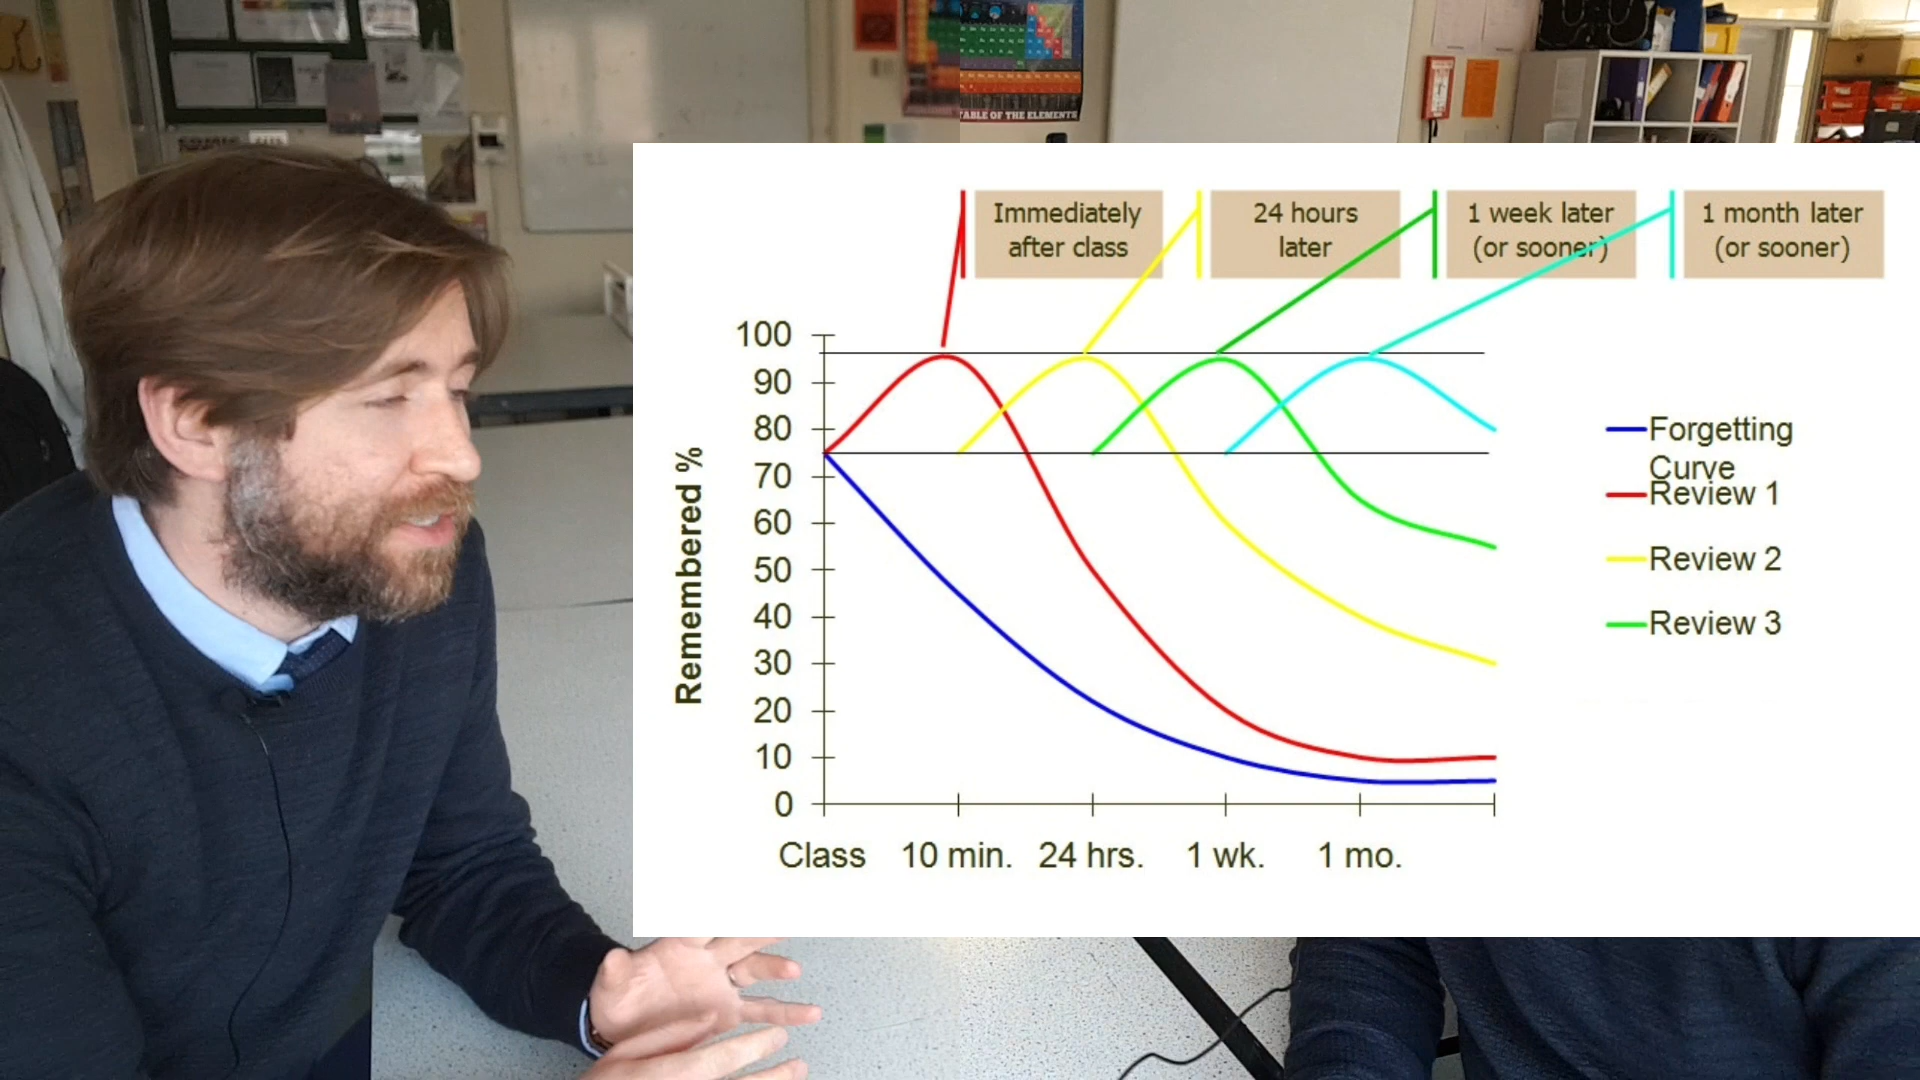 TABLE OF THE ELEMENTS
Immediately
after class
24 hours
later
1 week later
(or sooner)
1 month later
(or sooner)
100
90
80
70
60
50
40
30
20
10
0
Remembered %
Class
10 min.
24 hrs.
1 wk.
1 mo.
Forgetting
Curve
Review 1
Review 2
Review 3